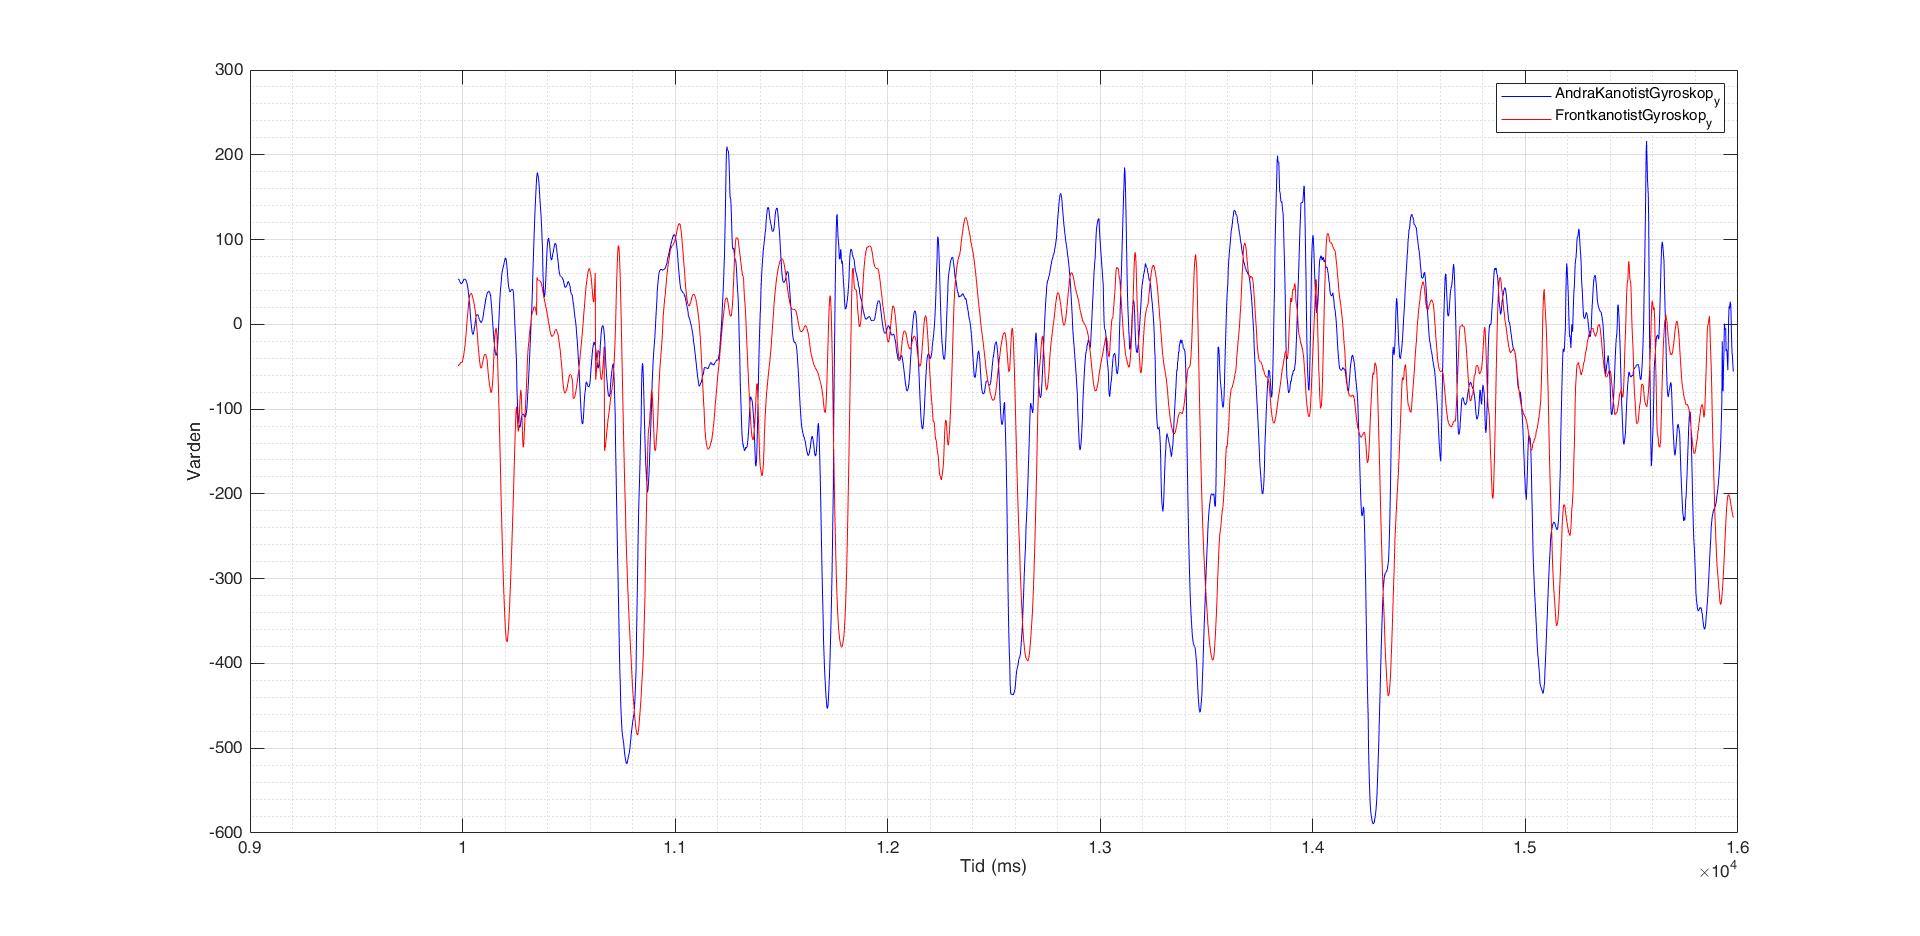 300
200
100
0
-100
-200
-300
-400
-500
-600
Varden
AndraKanotistGyroskop_y
FrontkanotistGyroskop_y
0.9 1 1.1 1.2 1.3 1.4 1.5 1.6
Tid (ms)
×10^4